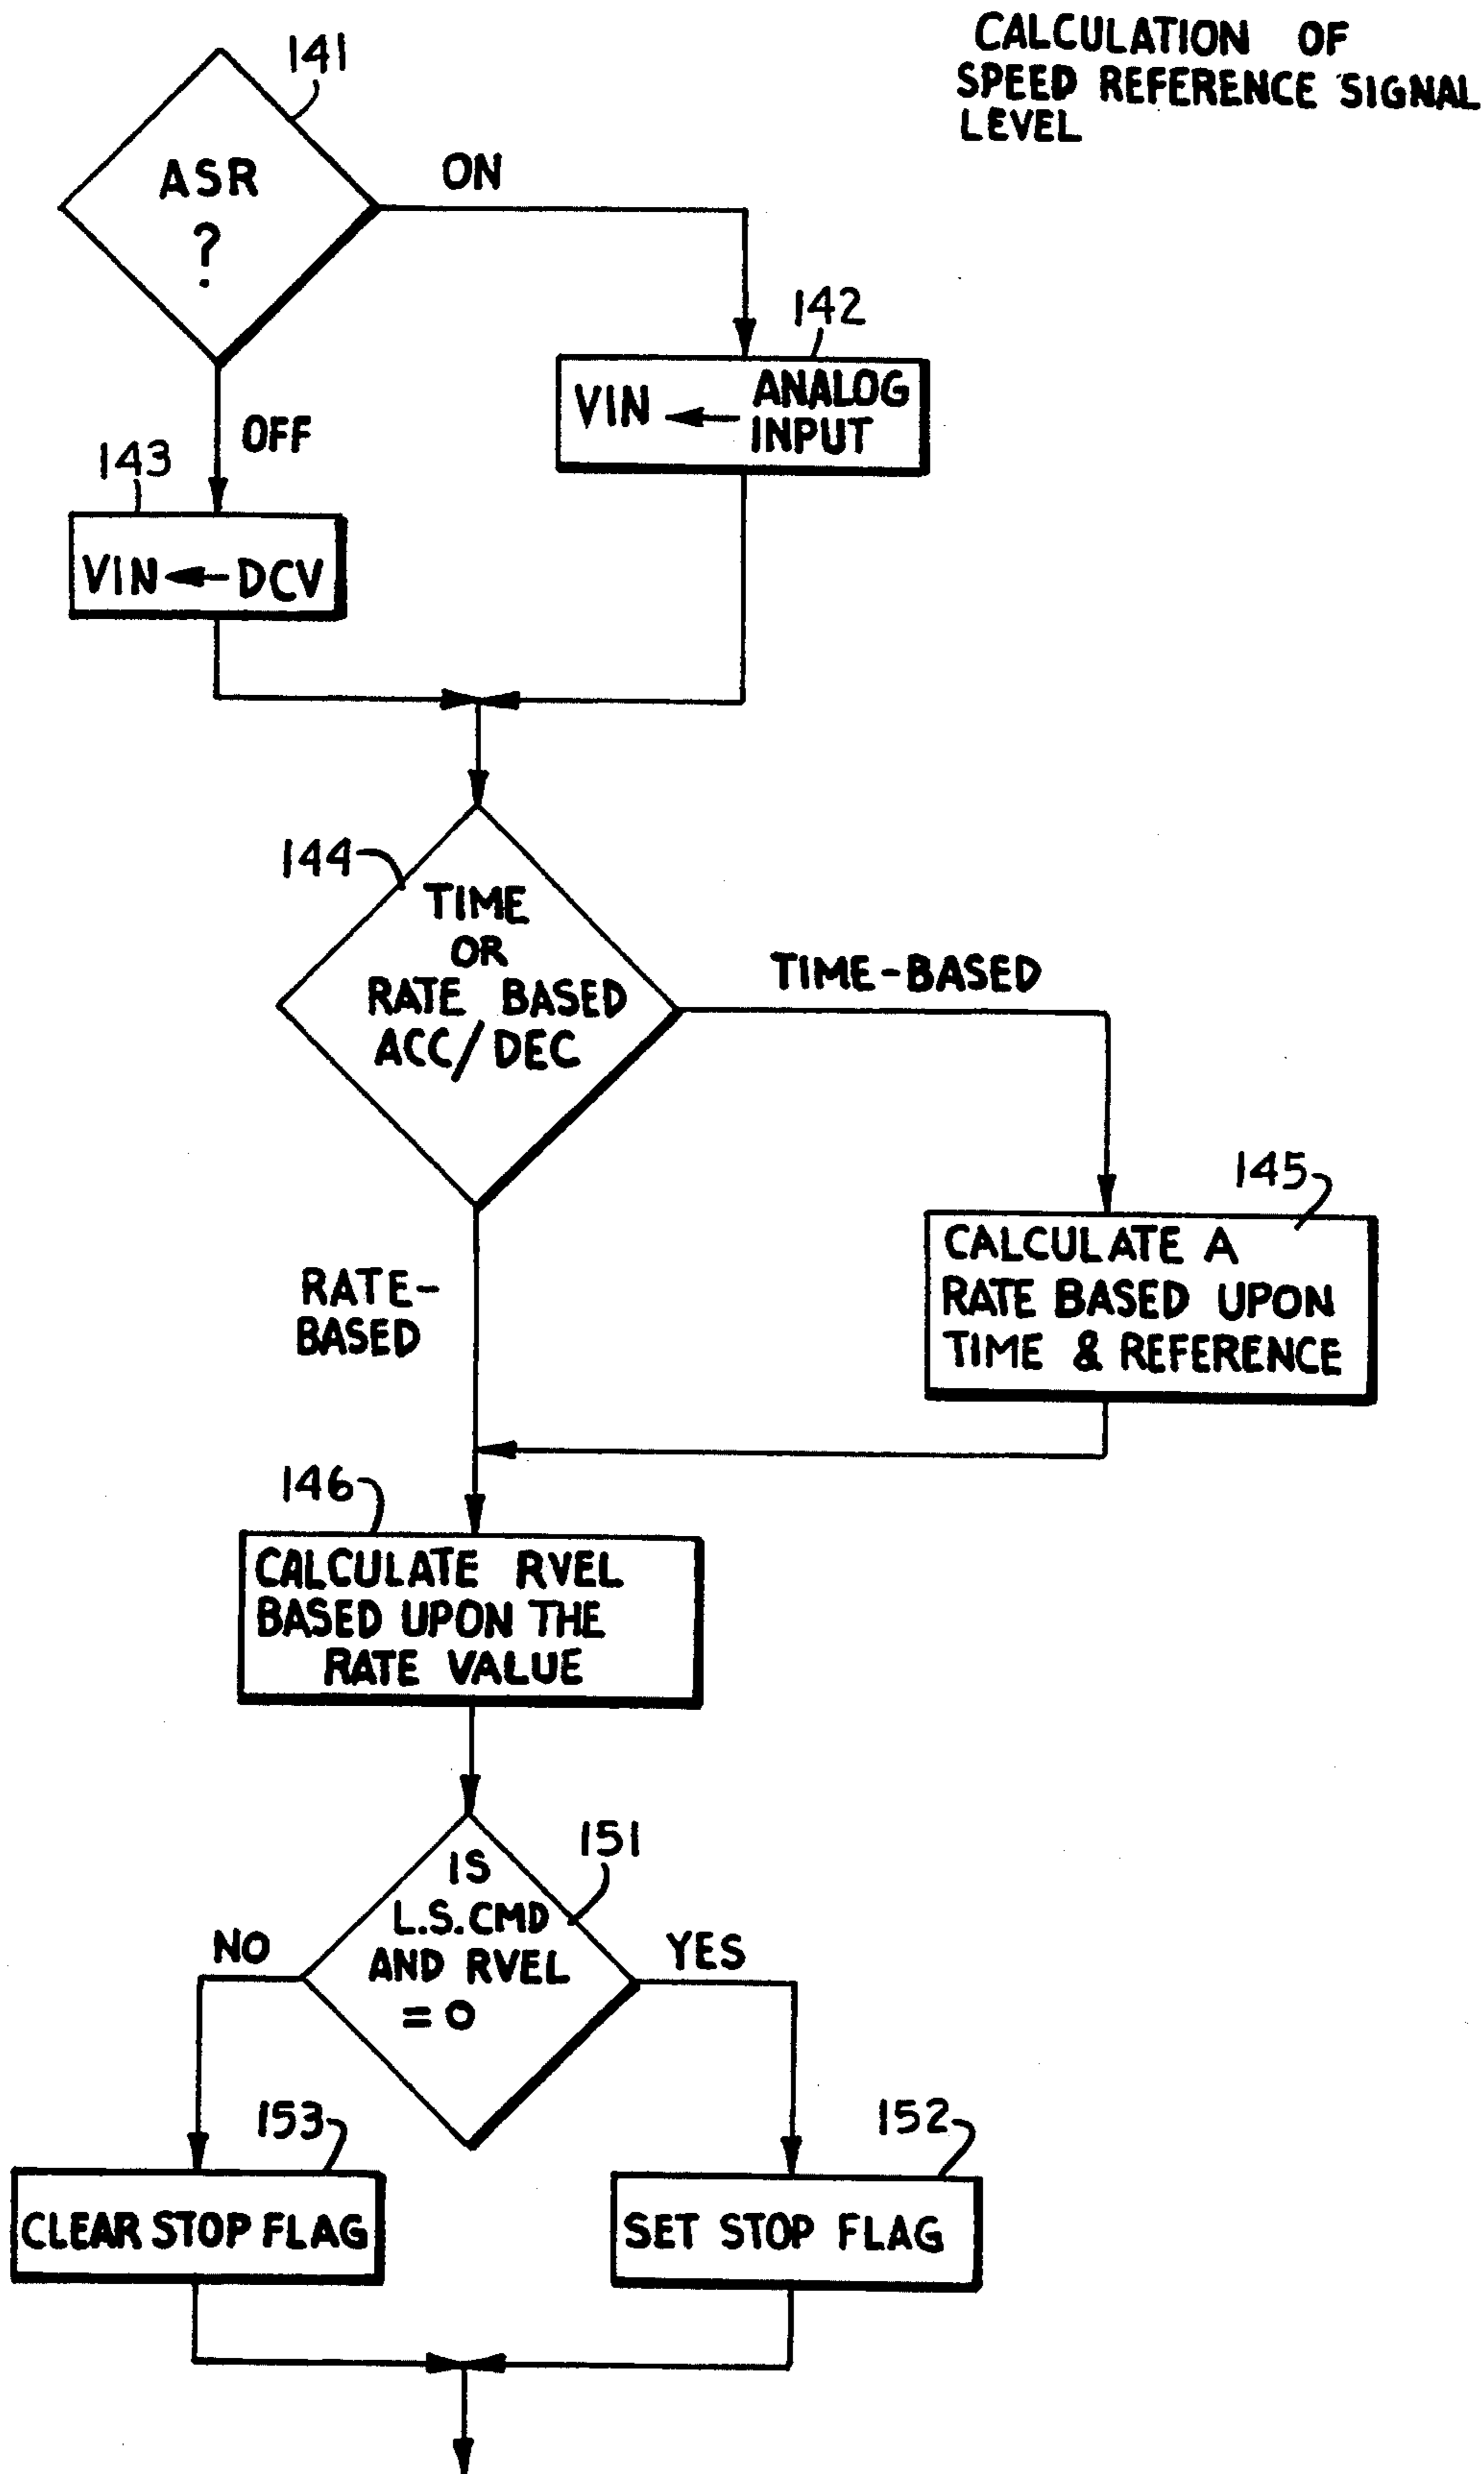 CALCULATION OF
SPEED REFERENCE SIGNAL
LEVEL
141
ASR
?
ON
142
VIN ← ANALOG
INPUT
OFF
143
VIN ← DCV
144
TIME
OR
RATE BASED
ACC/DEC
TIME-BASED
145
CALCULATE A
RATE BASED UPON
TIME & REFERENCE
RATE-
BASED
146
CALCULATE RVEL
BASED UPON THE
RATE VALUE
151
IS
L.S.CMD
AND RVEL
=0
NO
YES
153
CLEAR STOP FLAG
152
SET STOP FLAG